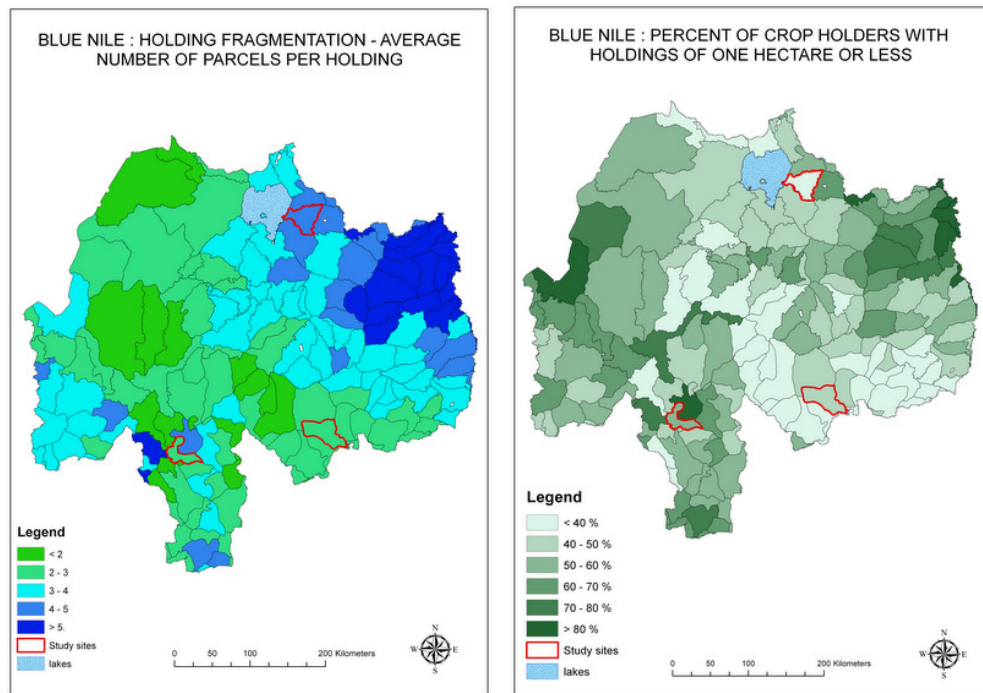 BLUE NILE : HOLDING FRAGMENTATION - AVERAGE
NUMBER OF PARCELS PER HOLDING
Legend
< 2
2 - 3
3 - 4
4 - 5
> 5.
Study sites
lakes
0 50 100 200 Kilometers
N
W E
S
BLUE NILE : PERCENT OF CROP HOLDERS WITH
HOLDINGS OF ONE HECTARE OR LESS
Legend
< 40 %
40 - 50 %
50 - 60 %
60 - 70 %
70 - 80 %
> 80 %
Study sites
lakes
0 50 100 200 Kilometers
N
W E
S